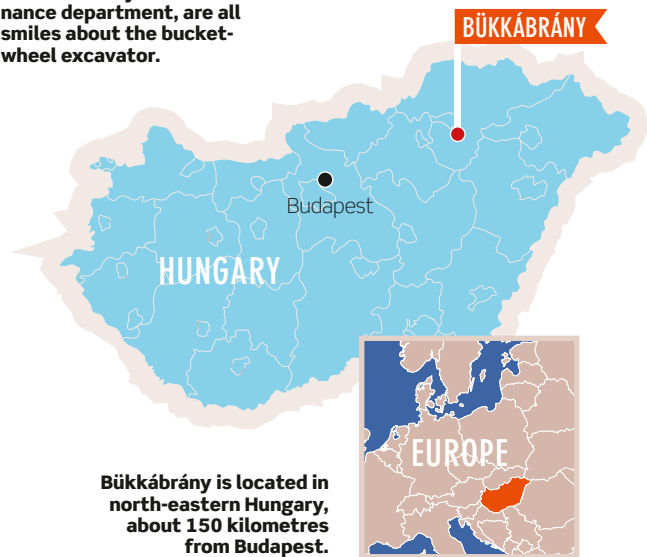 nance department, are all
smiles about the bucket-
wheel excavator.
BÜKKÁBRÁNY
Budapest
HUNGARY
EUROPE
Bükkábrány is located in
north-eastern Hungary,
about 150 kilometres
from Budapest.